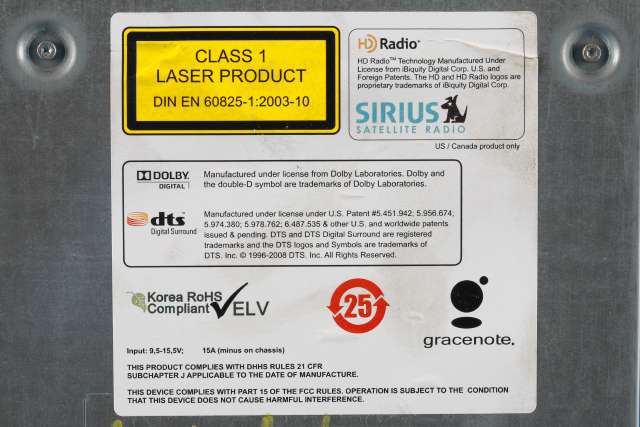 CLASS 1
LASER PRODUCT
DIN EN 60825-1:2003-10
HD Radio™
HD Radio™ Technology Manufactured Under
License from iBiquity Digital Corp. U.S. and
Foreign Patents. The HD and HD Radio logos are
proprietary trademarks of iBiquity Digital Corp.
SIRIUS
SATELLITE RADIO
US / Canada product only
DOLBY
DIGITAL
Manufactured under license from Dolby Laboratories. Dolby and
the double-D symbol are trademarks of Dolby Laboratories.
dts
Digital Surround
Manufactured under license under U.S. Patent #5.451.942; 5.956.674;
5.974.380; 5.978.762; 6.487.535 & other U.S. and worldwide patents
issued & pending. DTS and DTS Digital Surround are registered
trademarks and the DTS logos and Symbols are trademarks of
DTS. Inc. © 1996-2008 DTS. Inc. All Rights Reserved.
Korea RoHS
Compliant
ELV
25
gracenote.
Input: 9,5-15,5V; 15A (minus on chassis)
THIS PRODUCT COMPLIES WITH DHHS RULES 21 CFR
SUBCHAPTER J APPLICABLE TO THE DATE OF MANUFACTURE.
THIS DEVICE COMPLIES WITH PART 15 OF THE FCC RULES. OPERATION IS SUBJECT TO THE CONDITION
THAT THIS DEVICE DOES NOT CAUSE HARMFUL INTERFERENCE.